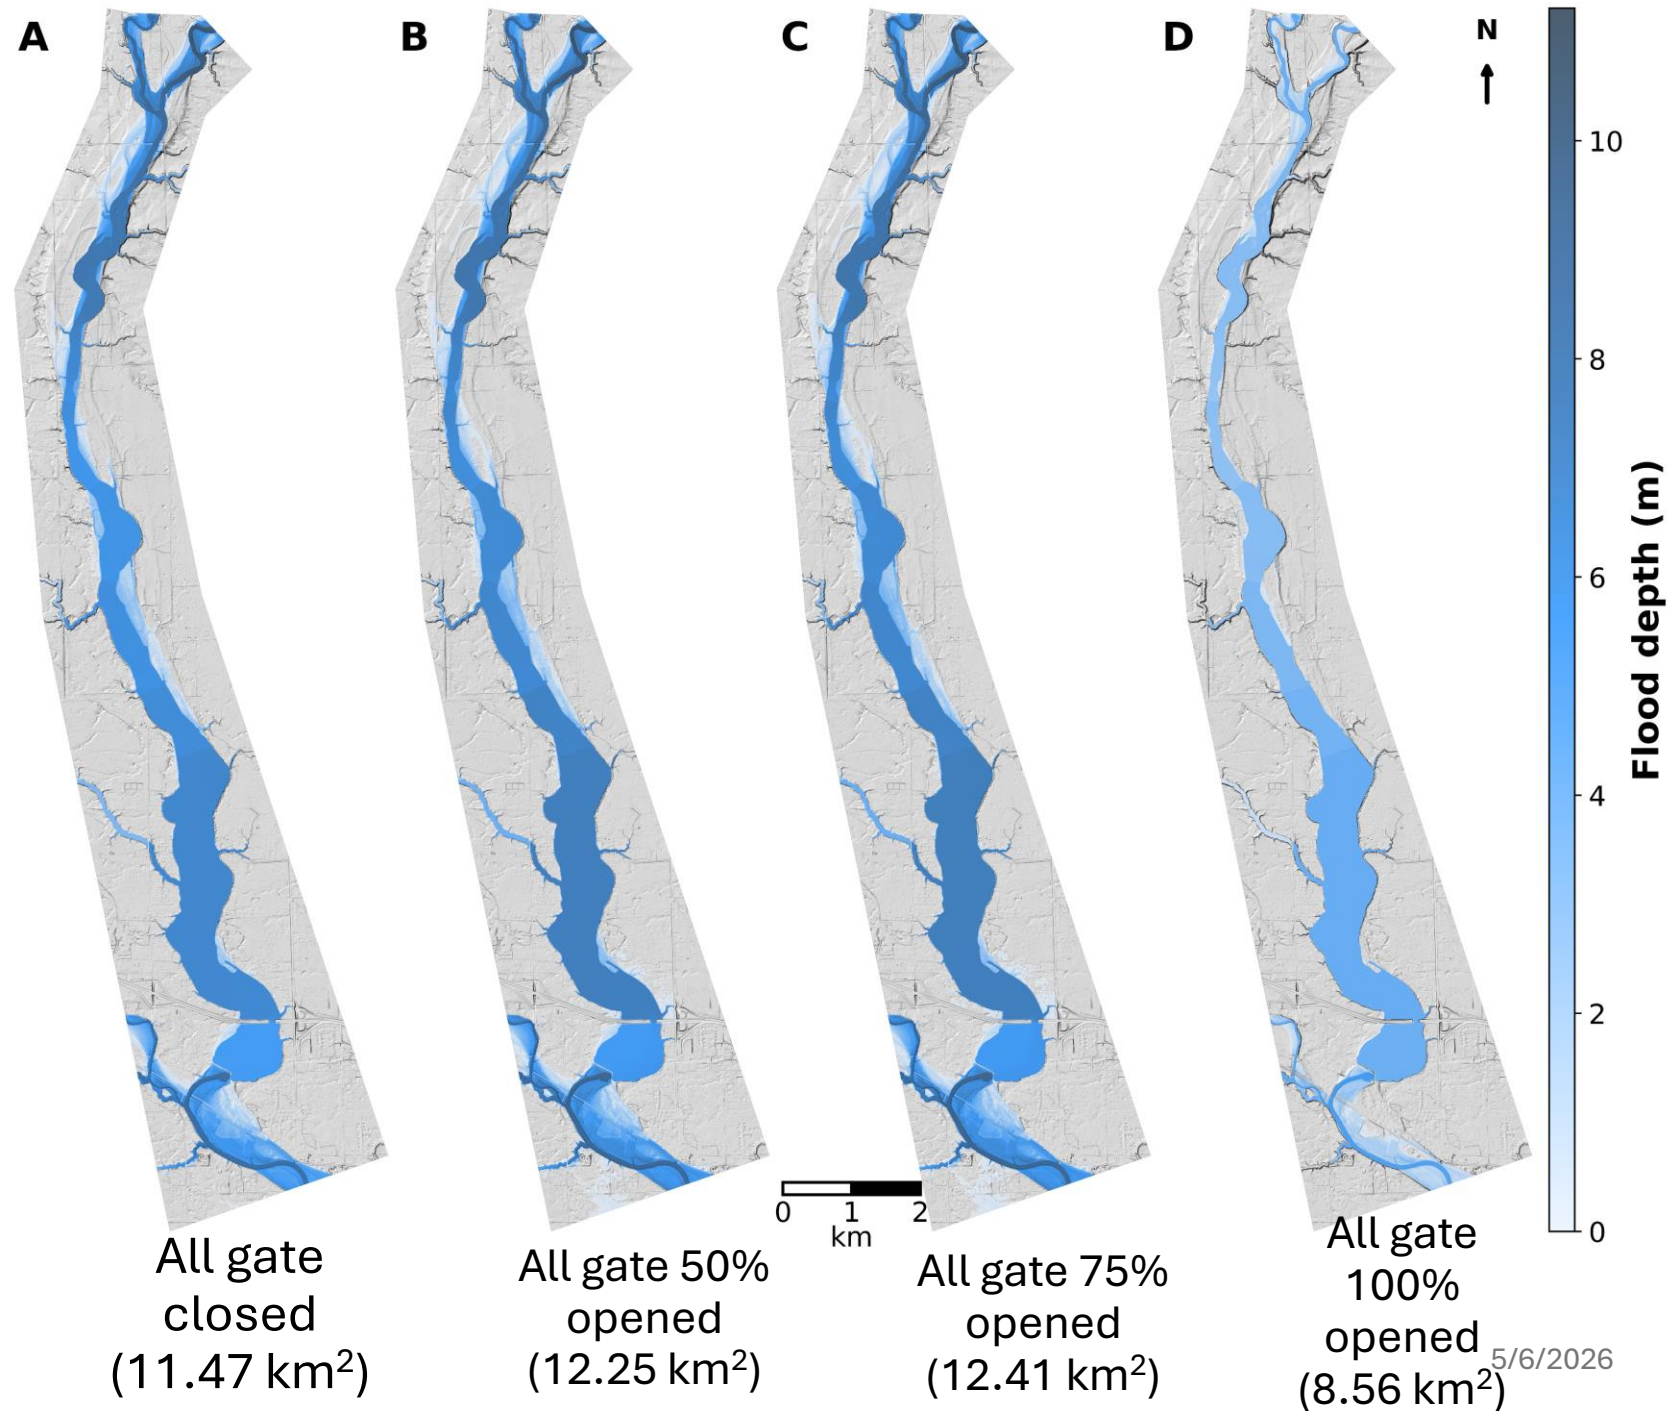 A
B
C
D
N
10
8
6
4
2
0
Flood depth (m)
0 1 2
km
All gate
closed
(11.47 km²)
All gate 50%
opened
(12.25 km²)
All gate 75%
opened
(12.41 km²)
All gate
100%
opened
(8.56 km²)
5/6/2026